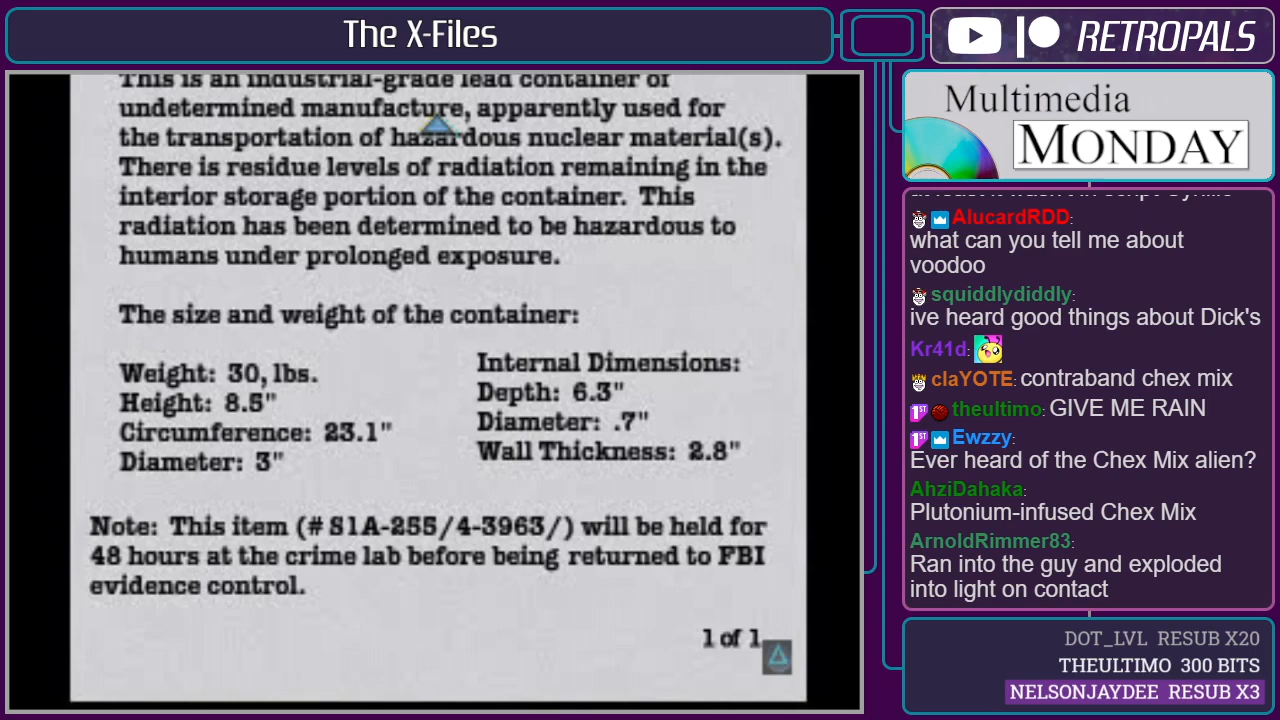 The X-Files
RETROPALS
Multimedia
MONDAY
This is an industrial-grade lead container of
undetermined manufacture, apparently used for
the transportation of hazardous nuclear material(s).
There is residue levels of radiation remaining in the
interior storage portion of the container. This
radiation has been determined to be hazardous to
humans under prolonged exposure.
The size and weight of the container:
Weight: 30, lbs.
Height: 8.5"
Circumference: 23.1"
Diameter: 3"
Internal Dimensions:
Depth: 6.3"
Diameter: .7"
Wall Thickness: 2.8"
Note: This item (# S1A-255/4-3963/) will be held for
48 hours at the crime lab before being returned to FBI
evidence control.
1 of 1
AlucardRDD:
what can you tell me about
voodoo
squiddlydiddly:
ive heard good things about Dick's
Kr41d:
claYOTE: contraband chex mix
1ST theultimo: GIVE ME RAIN
1ST Ewzzy:
Ever heard of the Chex Mix alien?
AhziDahaka:
Plutonium-infused Chex Mix
ArnoldRimmer83:
Ran into the guy and exploded
into light on contact
DOT_LVL RESUB X20
THEULTIMO 300 BITS
NELSONJAYDEE RESUB X3